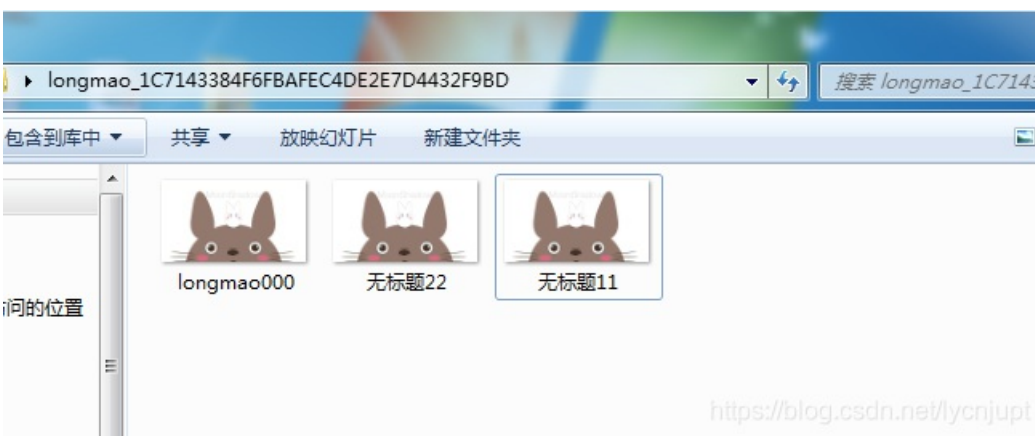 longmao_1C7143384F6FBAFEC4DE2E7D4432F9BD
搜索 longmao_1C7143
包含到库中
共享
放映幻灯片
新建文件夹
longmao000
无标题22
无标题11
问的位置
https://blog.csdn.net/lycnjupt